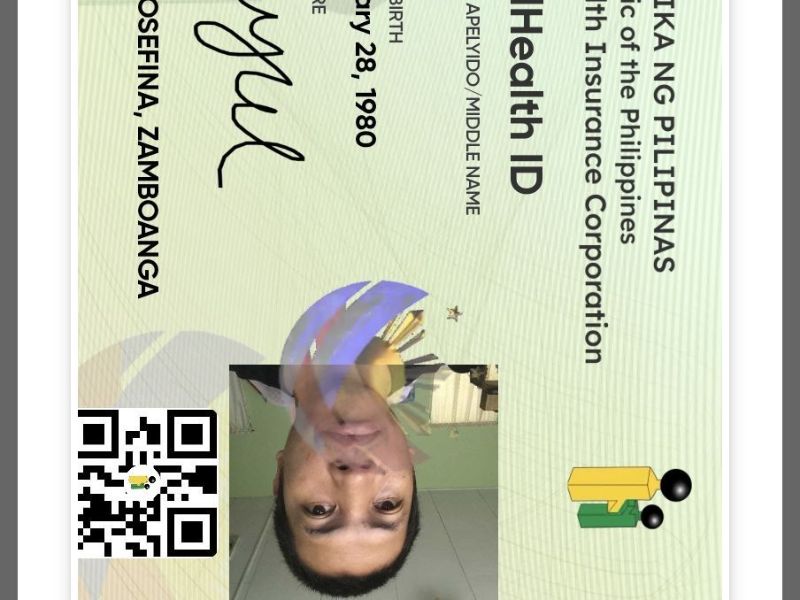 IKA NG PILIPINAS
ic of the Philippines
lth Insurance Corporation
Health ID
APELYIDO/MIDDLE NAME
BIRTH
ary 28, 1980
RE
OSEFINA, ZAMBOANGA